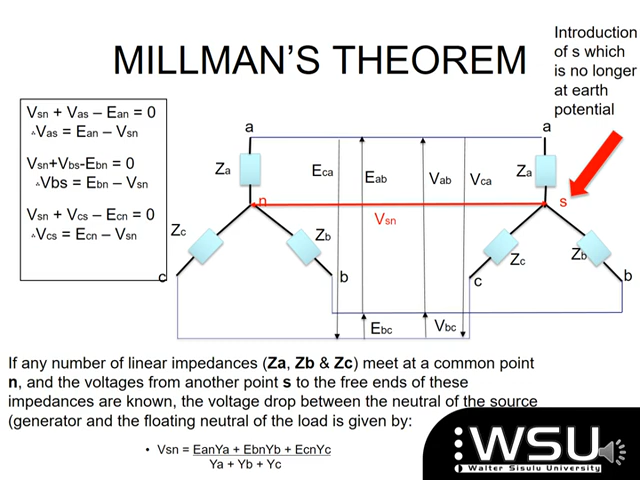 Introduction
of s which
is no longer
at earth
potential
MILLMAN'S THEOREM
Vsn + Vas – Ean = 0
∴Vas = Ean – Vsn
Vsn+Vbs-Ebn = 0
∴Vbs = Ebn – Vsn
Vsn + Vcs – Ecn = 0
∴Vcs = Ecn – Vsn
a
a
Za
Eca
Eab
Vab
Vca
Za
n
s
Vsn
Zc
Zb
Zc
Zb
c
b
c
b
Ebc
Vbc
If any number of linear impedances (Za, Zb & Zc) meet at a common point
n, and the voltages from another point s to the free ends of these
impedances are known, the voltage drop between the neutral of the source
(generator and the floating neutral of the load is given by:
• Vsn = EanYa + EbnYb + EcnYc
Ya + Yb + Yc
WSU
Walter Sisulu University